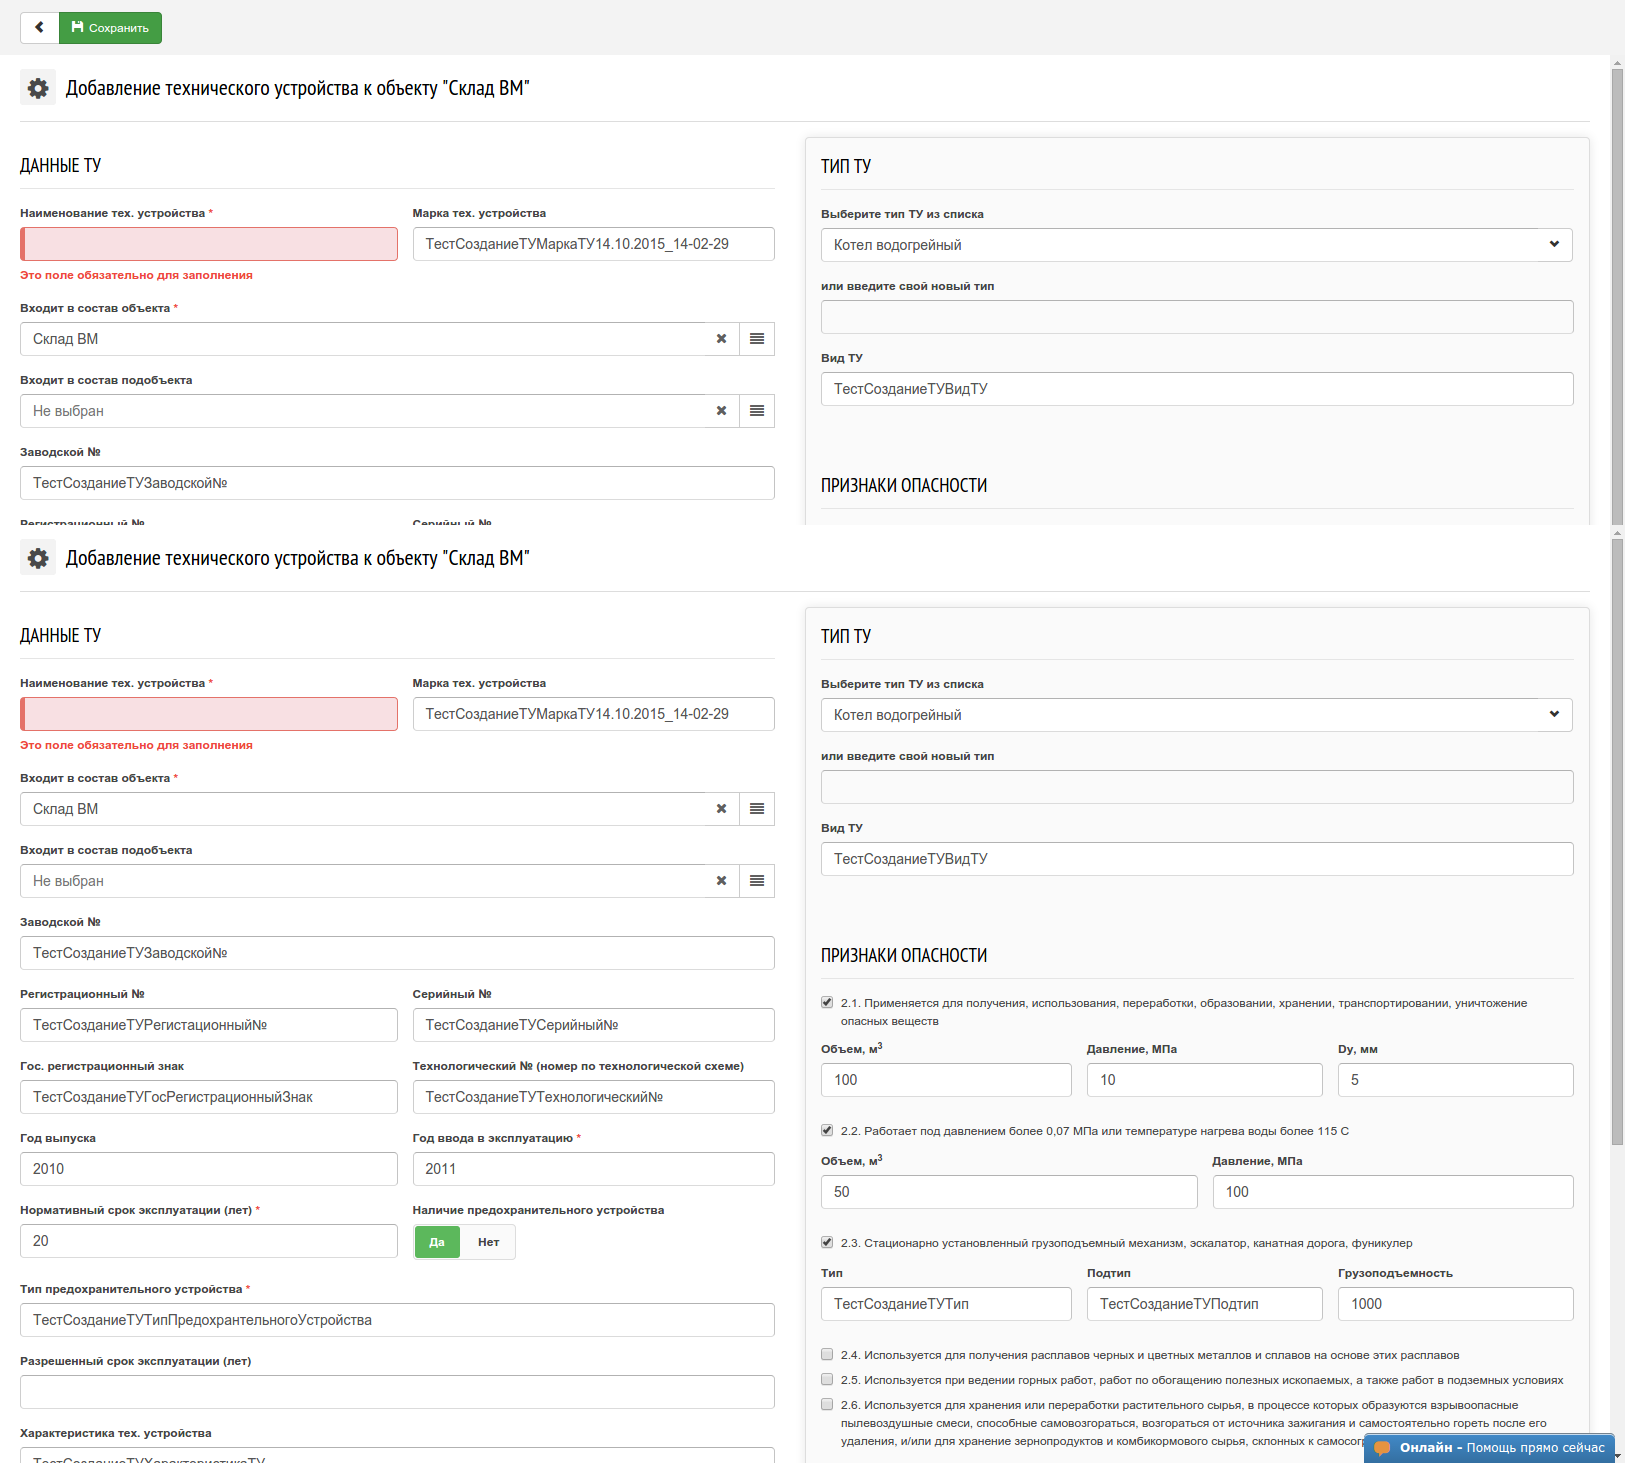 Сохранить
Добавление технического устройства к объекту "Склад ВМ"
ДАННЫЕ ТУ
Наименование тех. устройства *
Марка тех. устройства
ТестСозданиеТУМаркаТУ14.10.2015_14-02-29
Это поле обязательно для заполнения
Входит в состав объекта *
Склад ВМ
Входит в состав подобъекта
Не выбран
Заводской №
ТестСозданиеТУЗаводской№
Регистрационный №
Серийный №
ТИП ТУ
Выберите тип ТУ из списка
Котел водогрейный
или введите свой новый тип
Вид ТУ
ТестСозданиеТУВидТУ
ПРИЗНАКИ ОПАСНОСТИ
Добавление технического устройства к объекту "Склад ВМ"
ДАННЫЕ ТУ
Наименование тех. устройства *
Марка тех. устройства
ТестСозданиеТУМаркаТУ14.10.2015_14-02-29
Это поле обязательно для заполнения
Входит в состав объекта *
Склад ВМ
Входит в состав подобъекта
Не выбран
Заводской №
ТестСозданиеТУЗаводской№
Регистрационный №
Серийный №
ТестСозданиеТУРегистационный№
ТестСозданиеТУСерийный№
Гос. регистрационный знак
Технологический № (номер по технологической схеме)
ТестСозданиеТУГосРегистрационныйЗнак
ТестСозданиеТУТехнологический№
Год выпуска
Год ввода в эксплуатацию *
2010
2011
Нормативный срок эксплуатации (лет) *
Наличие предохранительного устройства
20
Да
Нет
Тип предохранительного устройства *
ТестСозданиеТУТипПредохрантельногоУстройства
Разрешенный срок эксплуатации (лет)
Характеристика тех. устройства
ТестСозданиеТУХарактеристикаТУ
ТИП ТУ
Выберите тип ТУ из списка
Котел водогрейный
или введите свой новый тип
Вид ТУ
ТестСозданиеТУВидТУ
ПРИЗНАКИ ОПАСНОСТИ
2.1. Применяется для получения, использования, переработки, образовании, хранении, транспортировании, уничтожение
опасных веществ
Объем, м3
Давление, МПа
Dу, мм
100
10
5
2.2. Работает под давлением более 0,07 МПа или температуре нагрева воды более 115 С
Объем, м3
Давление, МПа
50
100
2.3. Стационарно установленный грузоподъемный механизм, эскалатор, канатная дорога, фуникулер
Тип
Подтип
Грузоподъемность
ТестСозданиеТУТип
ТестСозданиеТУПодтип
1000
2.4. Используется для получения расплавов черных и цветных металлов и сплавов на основе этих расплавов
2.5. Используется при ведении горных работ, работ по обогащению полезных ископаемых, а также работ в подземных условиях
2.6. Используется для хранения или переработки растительного сырья, в процессе которых образуются взрывоопасные
пылевоздушные смеси, способные самовозгораться, возгораться от источника зажигания и самостоятельно гореть после его
удаления, и/или для хранение зернопродуктов и комбикормового сырья, склонных к
Онлайн – Помощь прямо сейчас